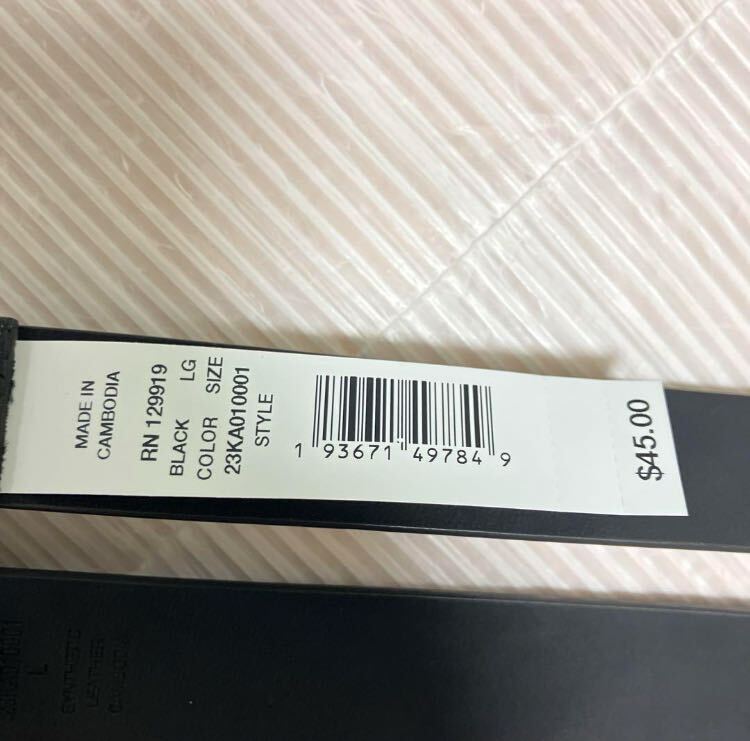 MADE IN
CAMBODIA
RN 129919
BLACK LG
COLOR SIZE
23KA010001
STYLE
1 93671 49784 9
$45.00
L
SYNTHETIC
LEATHER
CAMBODIA